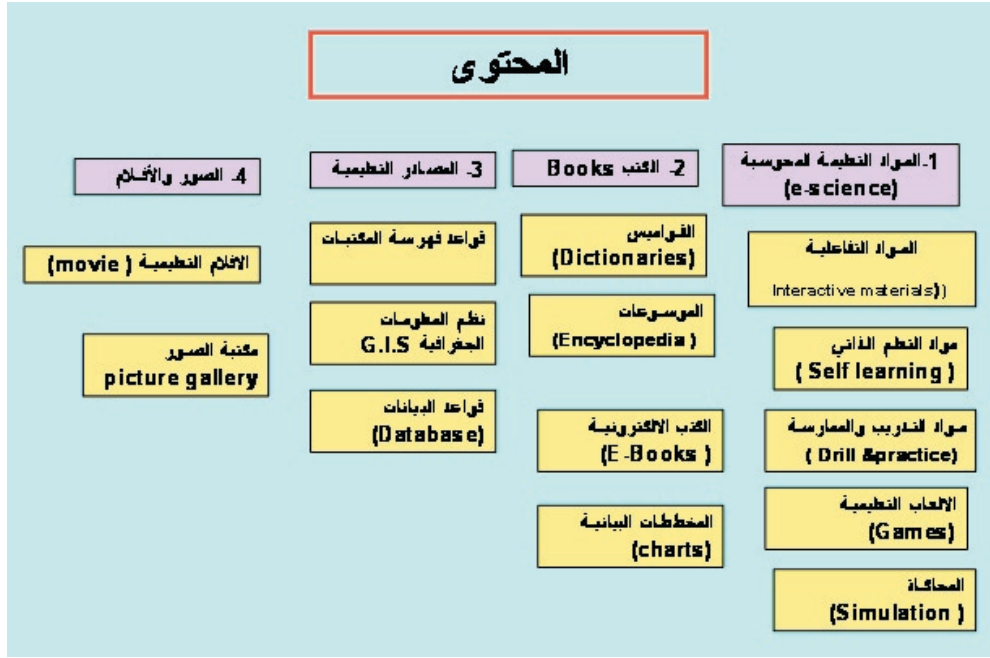 المحتوى
1-المواد التعليمة المحوسبة
(e-science)
المواد التفاعلية
Interactive materials))
مواد التعلم الذاتي
( Self learning )
مواد التدريب والممارسة
( Drill &practice)
الالعاب التعليمية
(Games)
المحاكاة
(Simulation )
2- الكتب Books
القواميس
(Dictionaries)
الموسوعات
(Encyclopedia )
الكتب الالكترونية
(E-Books )
المخططات البيانية
(charts)
3- المصادر التعليمية
قواعد فهرسة المكتبات
نظم المعلومات
الجغرافية G.I.S
قواعد البيانات
(Database)
4- الصور والأفلام
الافلام التعليمية ( movie)
مكتبة الصور
picture gallery